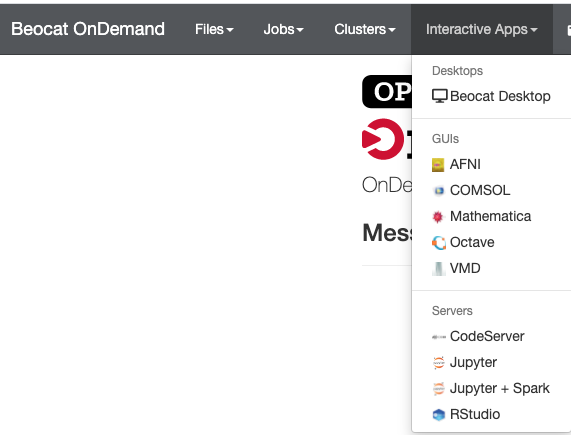 Beocat OnDemand Files Jobs Clusters Interactive Apps
Desktops
Beocat Desktop
OP
GUIs
AFNI
OnDe
COMSOL
Mathematica
Mess
Octave
VMD
Servers
CodeServer
Jupyter
Jupyter + Spark
RStudio